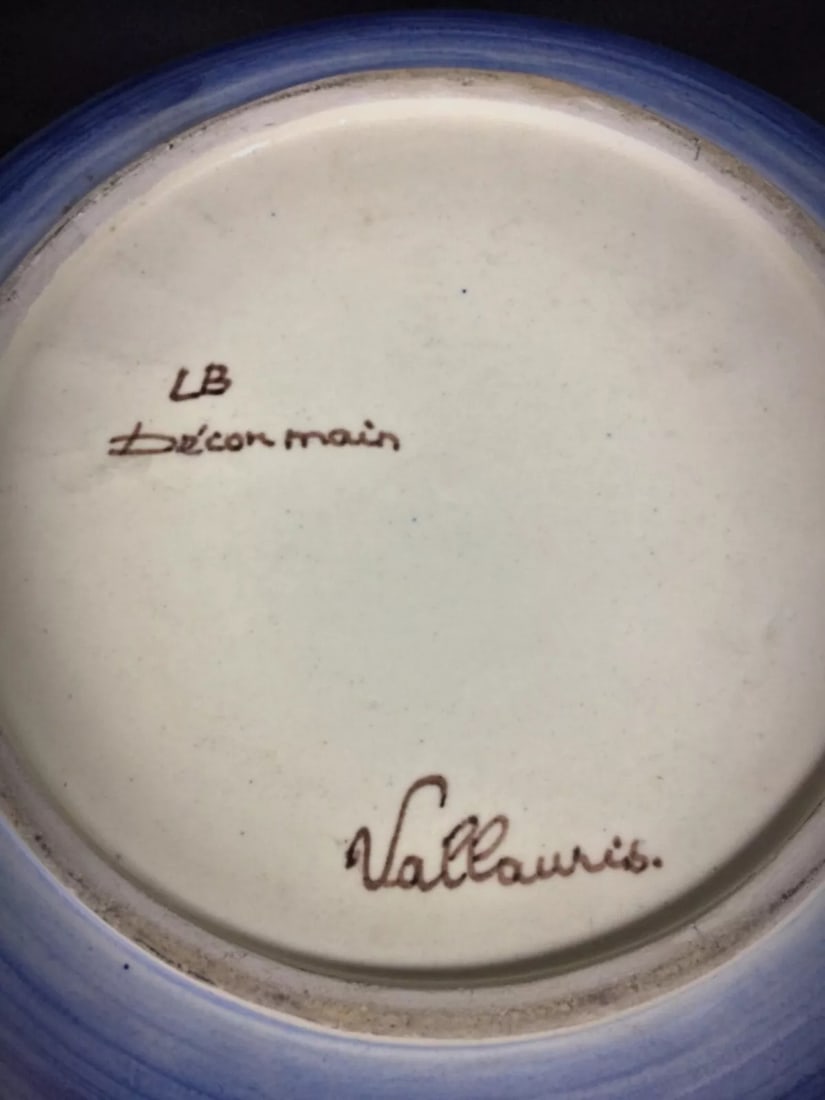 LB
Décor main
Vallauris.